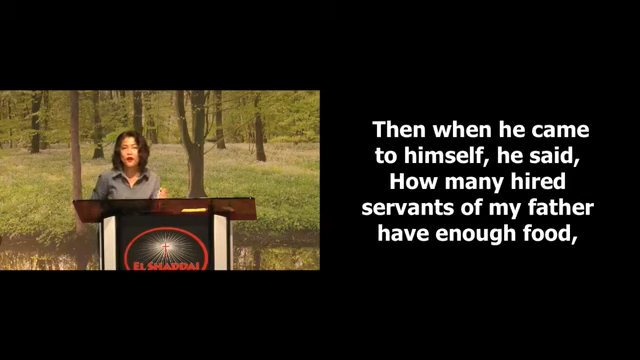 EL SHADDAI
Then when he came
to himself, he said,
How many hired
servants of my father
have enough food,